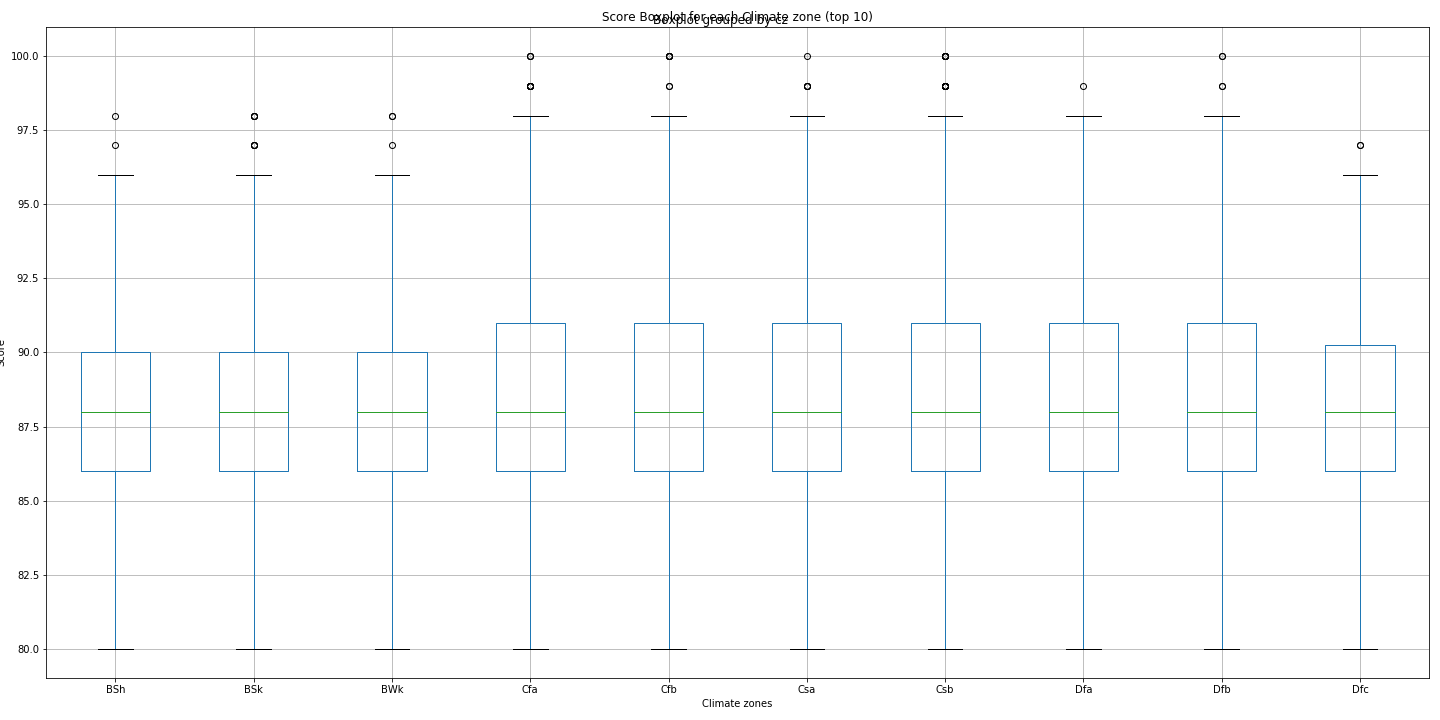 Score Boxplot for each Climate zone (top 10)
Boxplot grouped by cz
100.0
97.5
95.0
92.5
90.0
Score
87.5
85.0
82.5
80.0
BSh BSk BWk Cfa Cfb Csa Csb Dfa Dfb Dfc
Climate zones